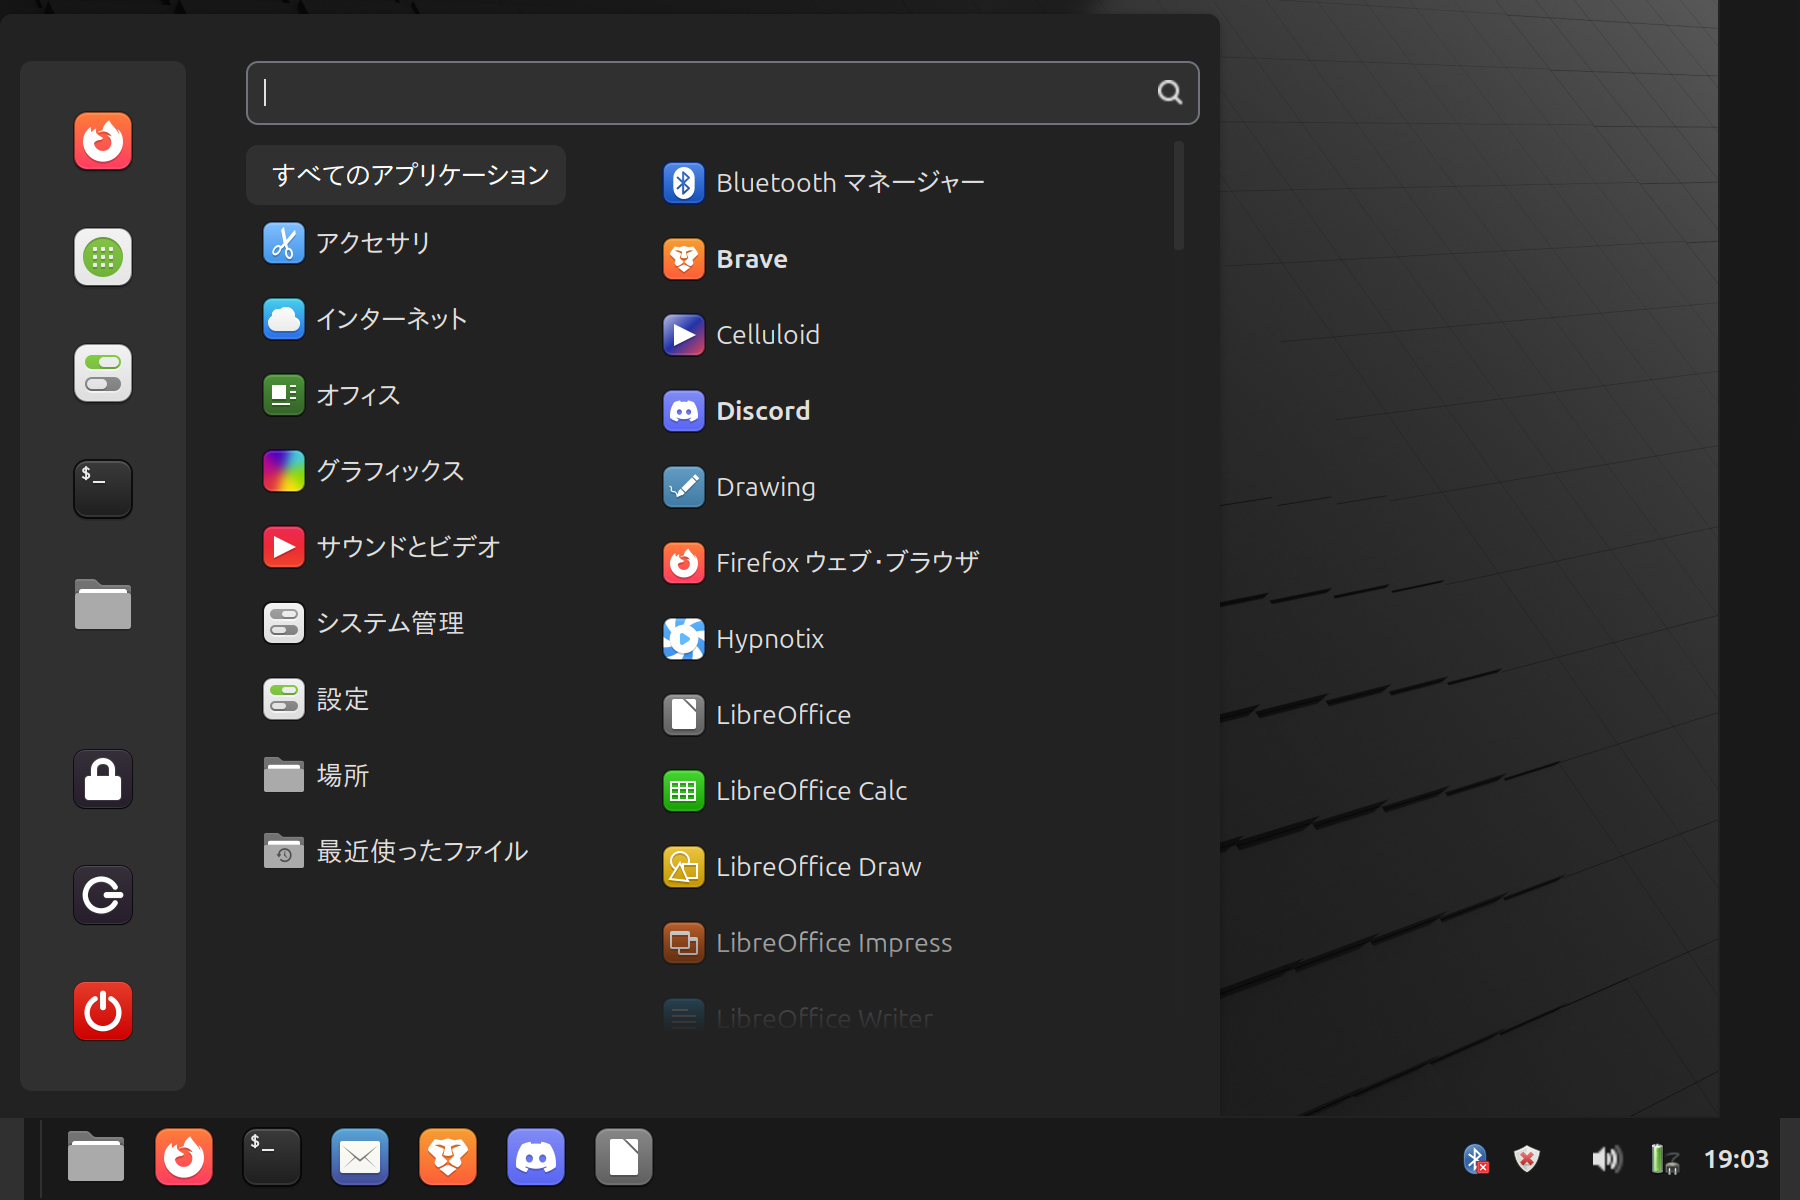 すべてのアプリケーション
アクセサリ
インターネット
オフィス
グラフィックス
サウンドとビデオ
システム管理
設定
場所
最近使ったファイル
Bluetooth マネージャー
Brave
Celluloid
Discord
Drawing
Firefox ウェブ・ブラウザ
Hypnotix
LibreOffice
LibreOffice Calc
LibreOffice Draw
LibreOffice Impress
LibreOffice Writer
$_
$_
19:03